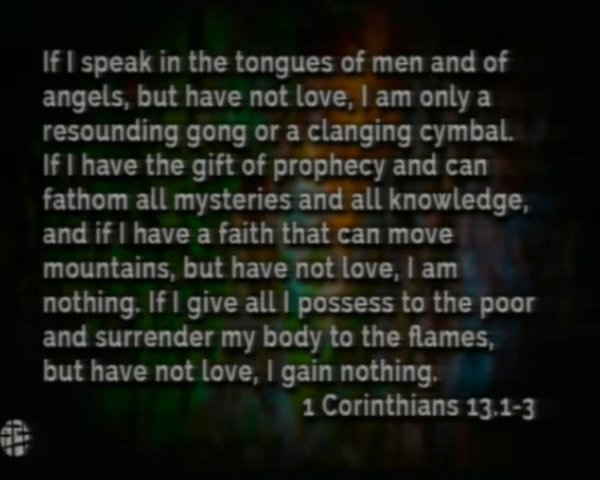 If I speak in the tongues of men and of
angels, but have not love, I am only a
resounding gong or a clanging cymbal.
If I have the gift of prophecy and can
fathom all mysteries and all knowledge,
and if I have a faith that can move
mountains, but have not love, I am
nothing. If I give all I possess to the poor
and surrender my body to the flames,
but have not love, I gain nothing.
1 Corinthians 13.1-3